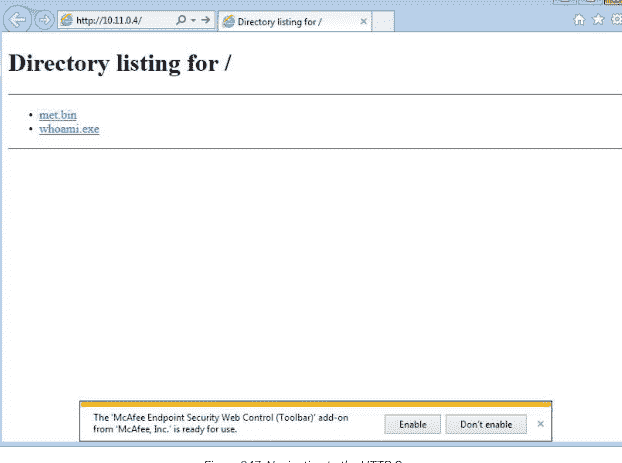 http://10.11.0.4/
Directory listing for /
Directory listing for /
met.bin
whoami.exe
The 'McAfee Endpoint Security Web Control (Toolbar)' add-on
from 'McAfee, Inc.' is ready for use.
Enable
Don't enable